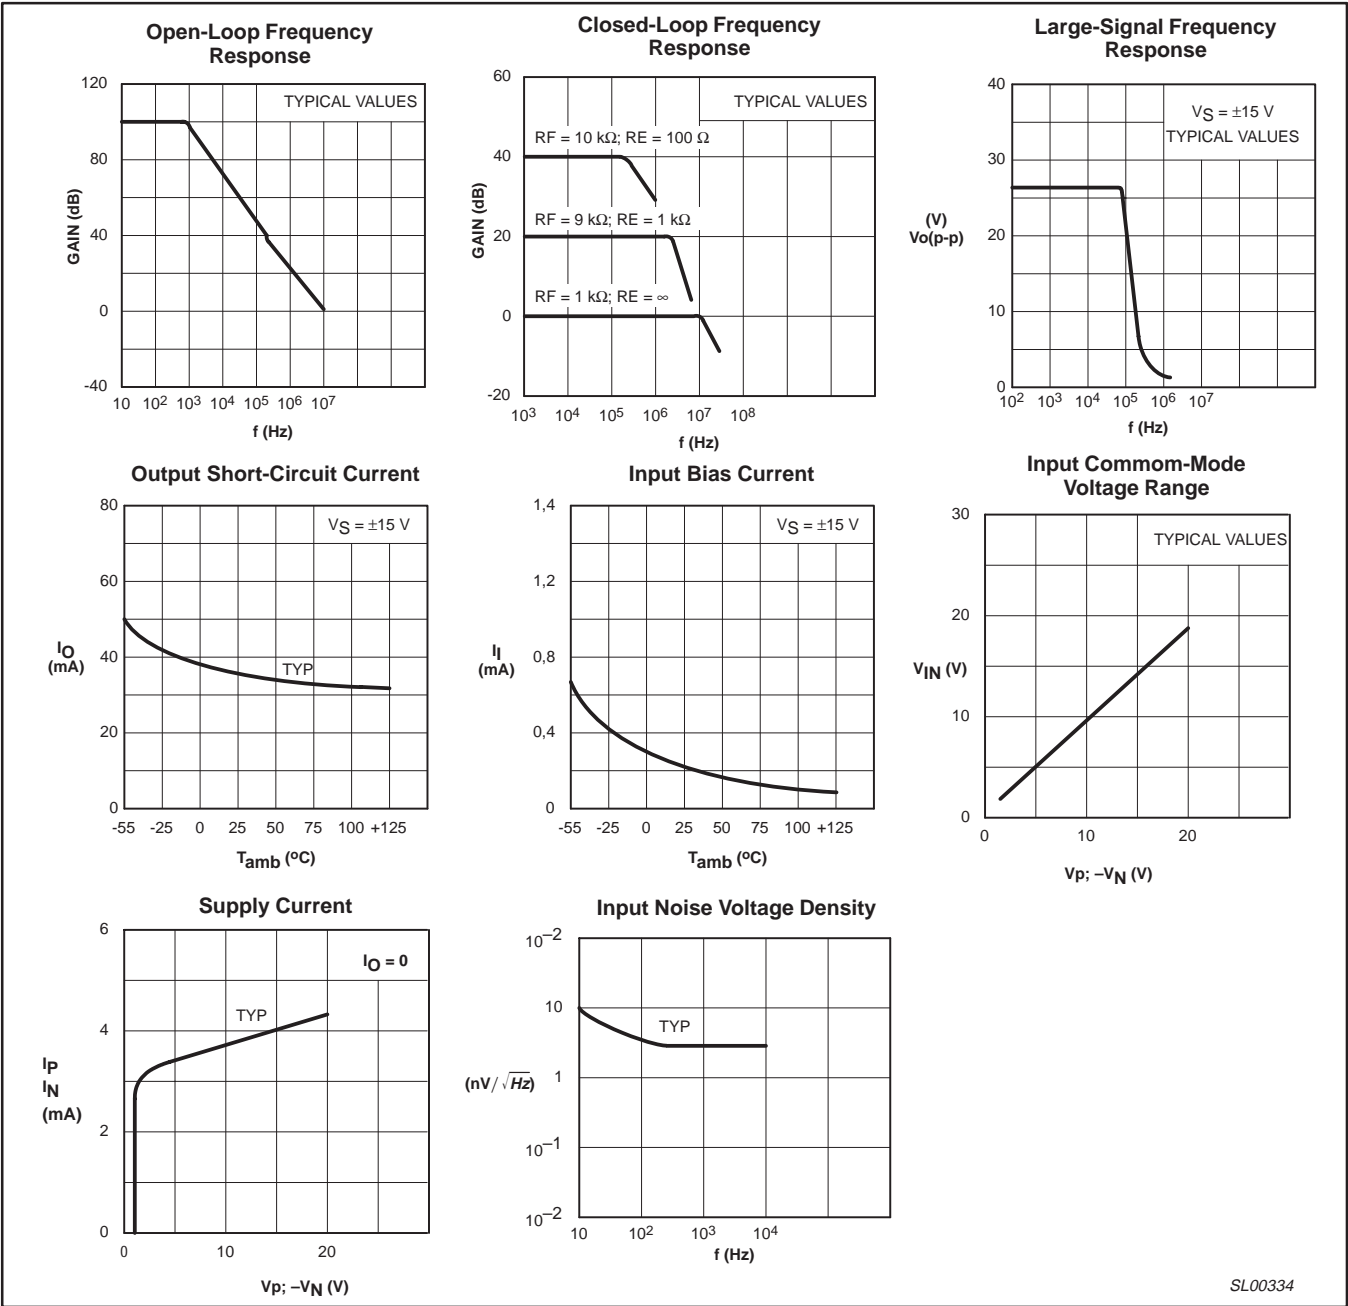 Open-Loop Frequency
Response
TYPICAL VALUES
120
80
40
0
-40
GAIN (dB)
10 10² 10³ 10⁴ 10⁵ 10⁶ 10⁷
f (Hz)
Closed-Loop Frequency
Response
TYPICAL VALUES
60
40
20
0
-20
GAIN (dB)
RF = 10 kΩ; RE = 100 Ω
RF = 9 kΩ; RE = 1 kΩ
RF = 1 kΩ; RE = ∞
10³ 10⁴ 10⁵ 10⁶ 10⁷ 10⁸
f (Hz)
Large-Signal Frequency
Response
VS = ±15 V
TYPICAL VALUES
40
30
20
10
0
(V)
Vo(p-p)
10² 10³ 10⁴ 10⁵ 10⁶ 10⁷
f (Hz)
Output Short-Circuit Current
VS = ±15 V
80
60
40
20
0
IO
(mA)
TYP
-55 -25 0 25 50 75 100 +125
Tamb (ºC)
Input Bias Current
VS = ±15 V
1,4
1,2
0,8
0,4
0
II
(mA)
-55 -25 0 25 50 75 100 +125
Tamb (ºC)
Input Commom-Mode
Voltage Range
TYPICAL VALUES
30
20
10
0
VIN (V)
0 10 20
Vp; –VN (V)
Supply Current
IO = 0
6
4
2
0
IP
IN
(mA)
TYP
0 10 20
Vp; –VN (V)
Input Noise Voltage Density
10⁻²
10
1
10⁻¹
10⁻²
(nV/√Hz)
TYP
10 10² 10³ 10⁴
f (Hz)
SL00334